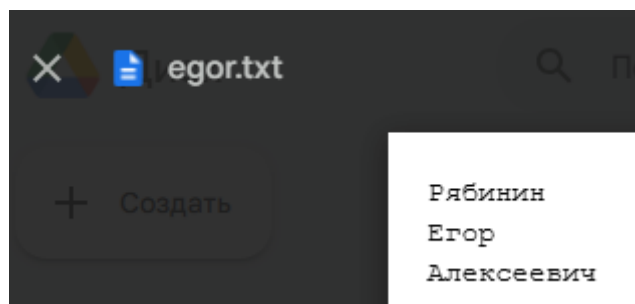 egor.txt
Создать
Рябинин
Егор
Алексеевич